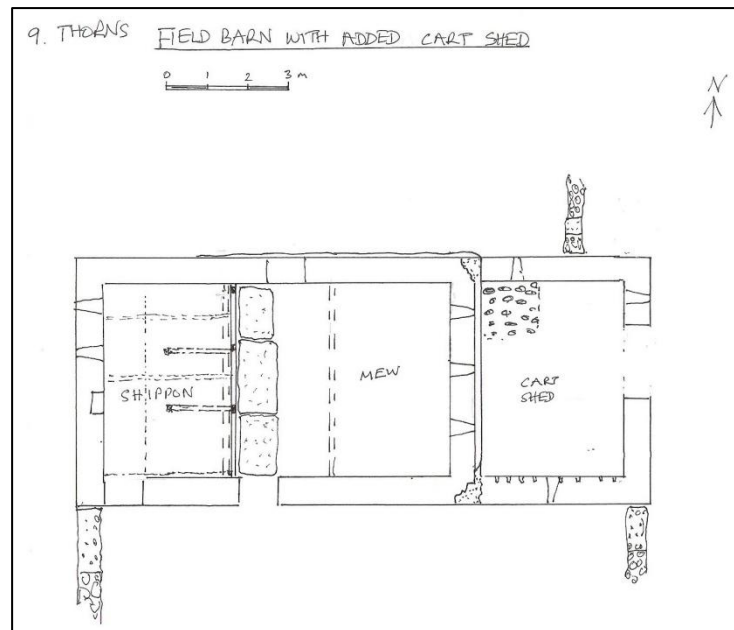 9. THORNS FIELD BARN WITH ADDED CART SHED
0 1 2 3 m
N
SHIPPON
MEW
CART
SHED